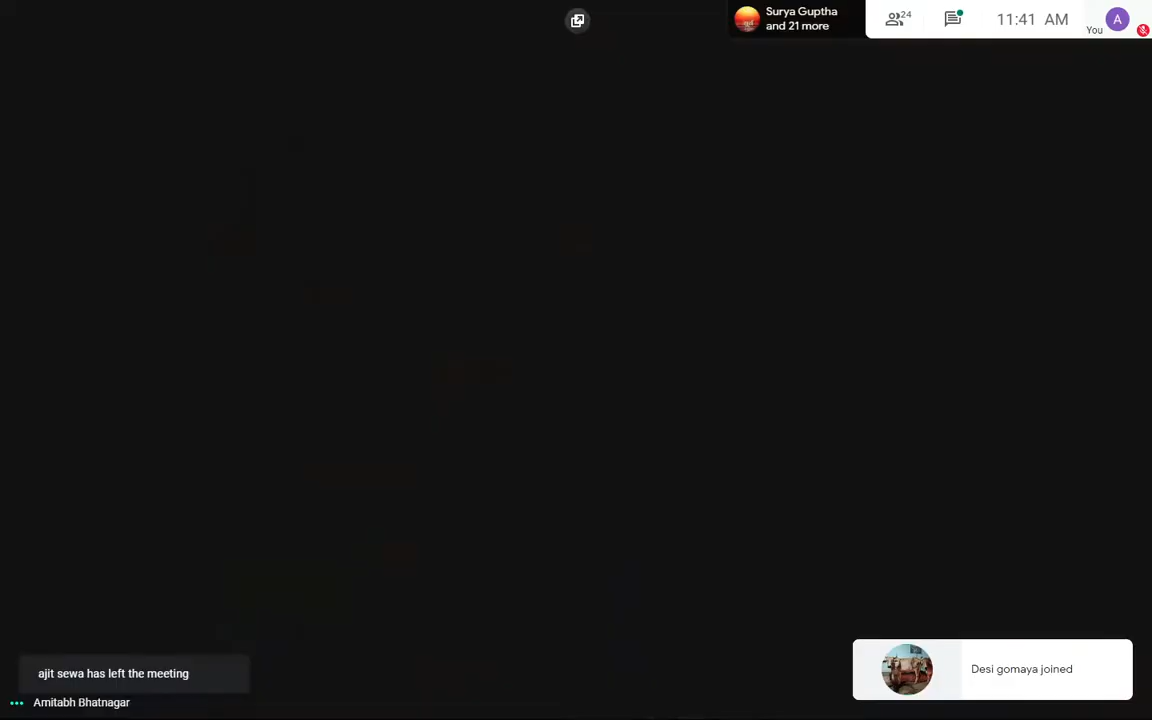 Surya Guptha
and 21 more
24
11:41 AM
You
A
ajit sewa has left the meeting
Desi gomaya joined
Amitabh Bhatnagar